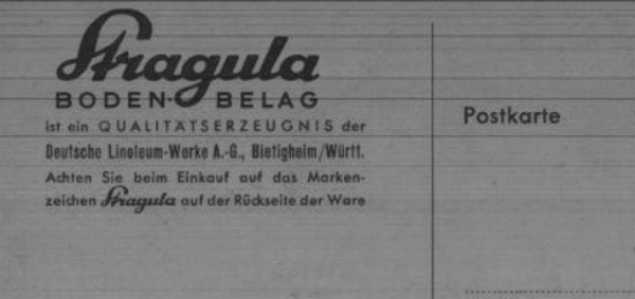 Stragula
BODEN-BELAG
ist ein QUALITÄTSERZEUGNIS der
Deutsche Linoleum-Werke A.-G., Bietigheim/Württ.
Achten Sie beim Einkauf auf das Marken-
zeichen Stragula auf der Rückseite der Ware
Postkarte